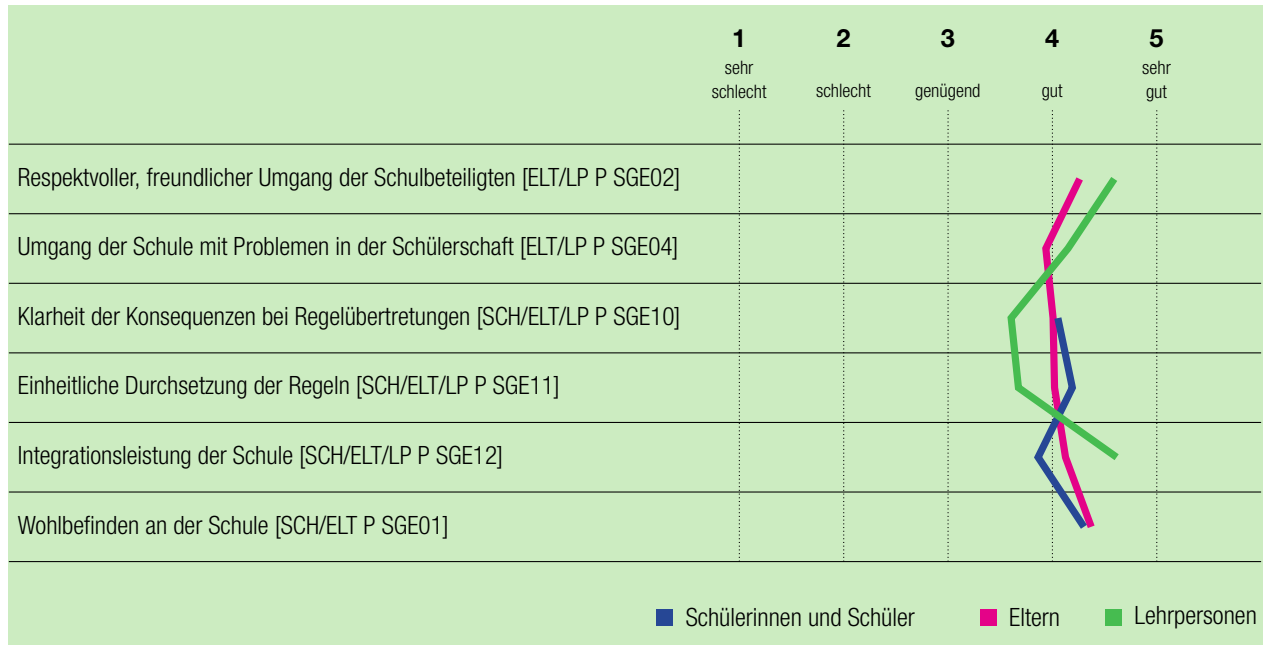 1 2 3 4 5
sehr schlecht schlecht genügend gut sehr gut
Respektvoller, freundlicher Umgang der Schulbeteiligten [ELT/LP P SGE02]
Umgang der Schule mit Problemen in der Schülerschaft [ELT/LP P SGE04]
Klarheit der Konsequenzen bei Regelübertretungen [SCH/ELT/LP P SGE10]
Einheitliche Durchsetzung der Regeln [SCH/ELT/LP P SGE11]
Integrationsleistung der Schule [SCH/ELT/LP P SGE12]
Wohlbefinden an der Schule [SCH/ELT P SGE01]
Schülerinnen und Schüler Eltern Lehrpersonen